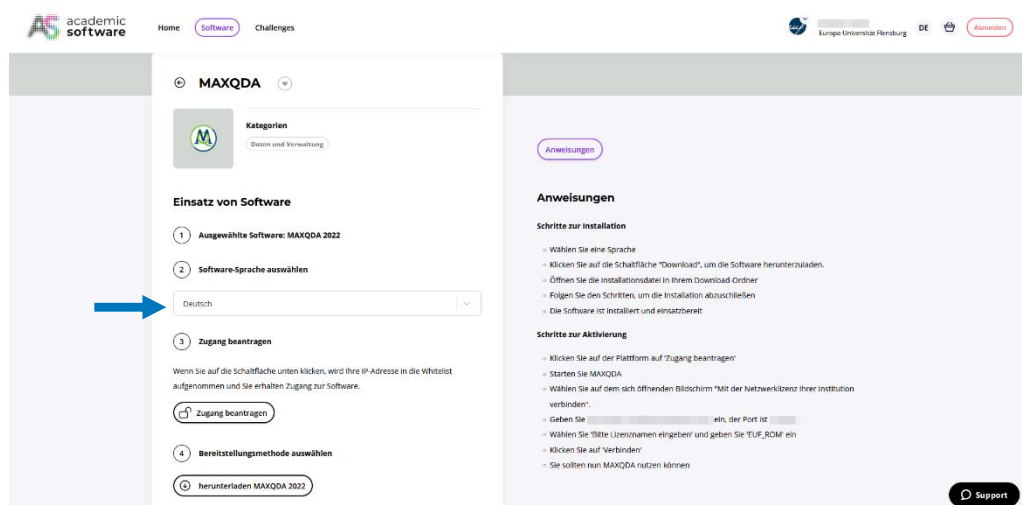 academic
software
Home
Software
Challenges
Europa-Universität Flensburg
DE
Abmelden
MAXQDA
Kategorien
Daten und Verwaltung
Einsatz von Software
1 Ausgewählte Software: MAXQDA 2022
2 Software-Sprache auswählen
Deutsch
3 Zugang beantragen
Wenn Sie auf die Schaltfläche unten klicken, wird Ihre IP-Adresse in die Whitelist
aufgenommen und Sie erhalten Zugang zur Software.
Zugang beantragen
4 Bereitstellungsmethode auswählen
herunterladen MAXQDA 2022
Anweisungen
Anweisungen
Schritte zur Installation
Wählen Sie eine Sprache
Klicken Sie auf die Schaltfläche "Download", um die Software herunterzuladen.
Öffnen Sie die Installationsdatei in Ihrem Download-Ordner
Folgen Sie den Schritten, um die Installation abzuschließen
Die Software ist installiert und einsatzbereit
Schritte zur Aktivierung
Klicken Sie auf der Plattform auf 'Zugang beantragen'
Starten Sie MAXQDA
Wählen Sie auf dem sich öffnenden Bildschirm "Mit der Netzwerklizenz Ihrer Institution
verbinden".
Geben Sie ein, der Port ist
Wählen Sie 'Bitte Lizenznamen eingeben' und geben Sie 'EUF_ROM' ein
Klicken Sie auf 'Verbinden'
Sie sollten nun MAXQDA nutzen können
Support